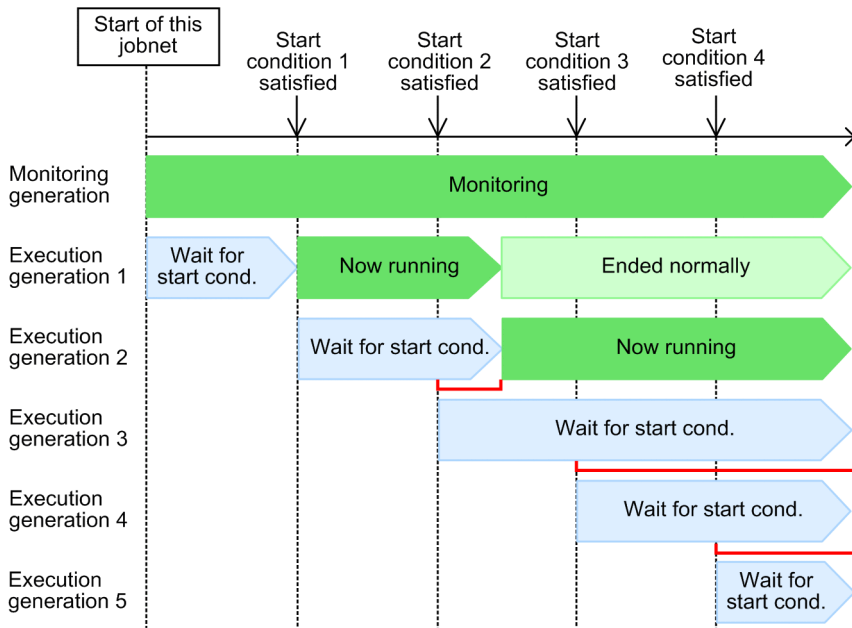 Start of this
jobnet
Start
condition 1
satisfied
Start
condition 2
satisfied
Start
condition 3
satisfied
Start
condition 4
satisfied
Monitoring
generation
Monitoring
Execution
generation 1
Wait for
start cond.
Now running
Ended normally
Execution
generation 2
Wait for start cond.
Now running
Execution
generation 3
Wait for start cond.
Execution
generation 4
Wait for start cond.
Execution
generation 5
Wait for
start cond.